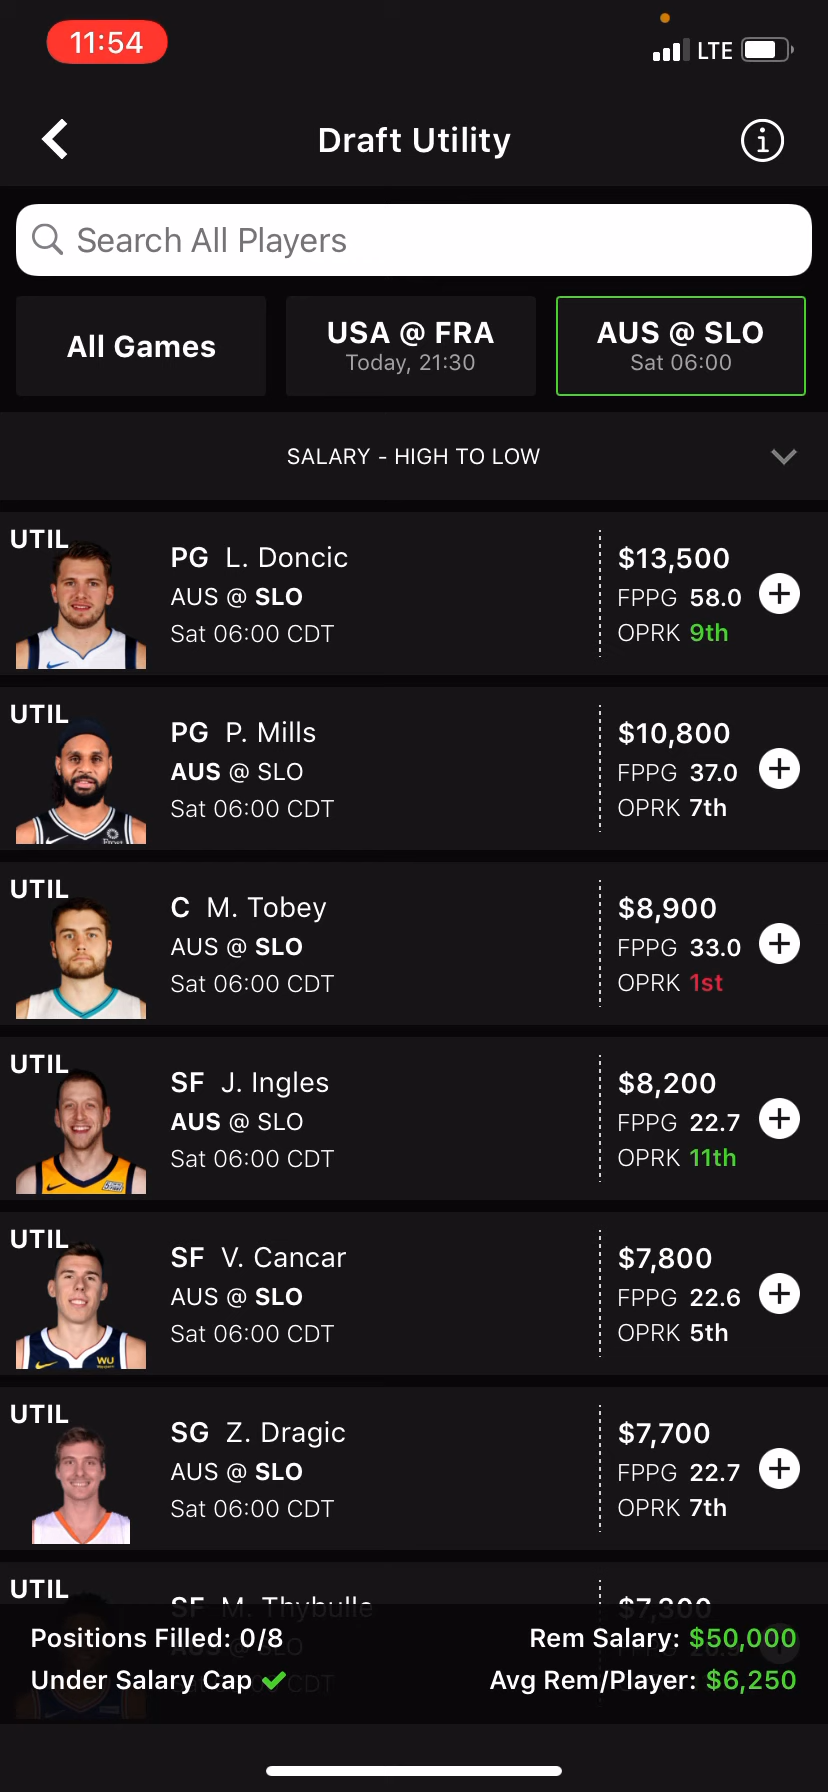 11:54
LTE
Draft Utility
Search All Players
All Games
USA @ FRA
Today, 21:30
AUS @ SLO
Sat 06:00
SALARY - HIGH TO LOW
UTIL
PG L. Doncic
AUS @ SLO
Sat 06:00 CDT
$13,500
FPPG 58.0
OPRK 9th
UTIL
PG P. Mills
AUS @ SLO
Sat 06:00 CDT
$10,800
FPPG 37.0
OPRK 7th
UTIL
C M. Tobey
AUS @ SLO
Sat 06:00 CDT
$8,900
FPPG 33.0
OPRK 1st
UTIL
SF J. Ingles
AUS @ SLO
Sat 06:00 CDT
$8,200
FPPG 22.7
OPRK 11th
UTIL
SF V. Cancar
AUS @ SLO
Sat 06:00 CDT
$7,800
FPPG 22.6
OPRK 5th
WU
UTIL
SG Z. Dragic
AUS @ SLO
Sat 06:00 CDT
$7,700
FPPG 22.7
OPRK 7th
UTIL
SF M. Thybulle
$7,300
Positions Filled: 0/8
Rem Salary: $50,000
Under Salary Cap
Avg Rem/Player: $6,250